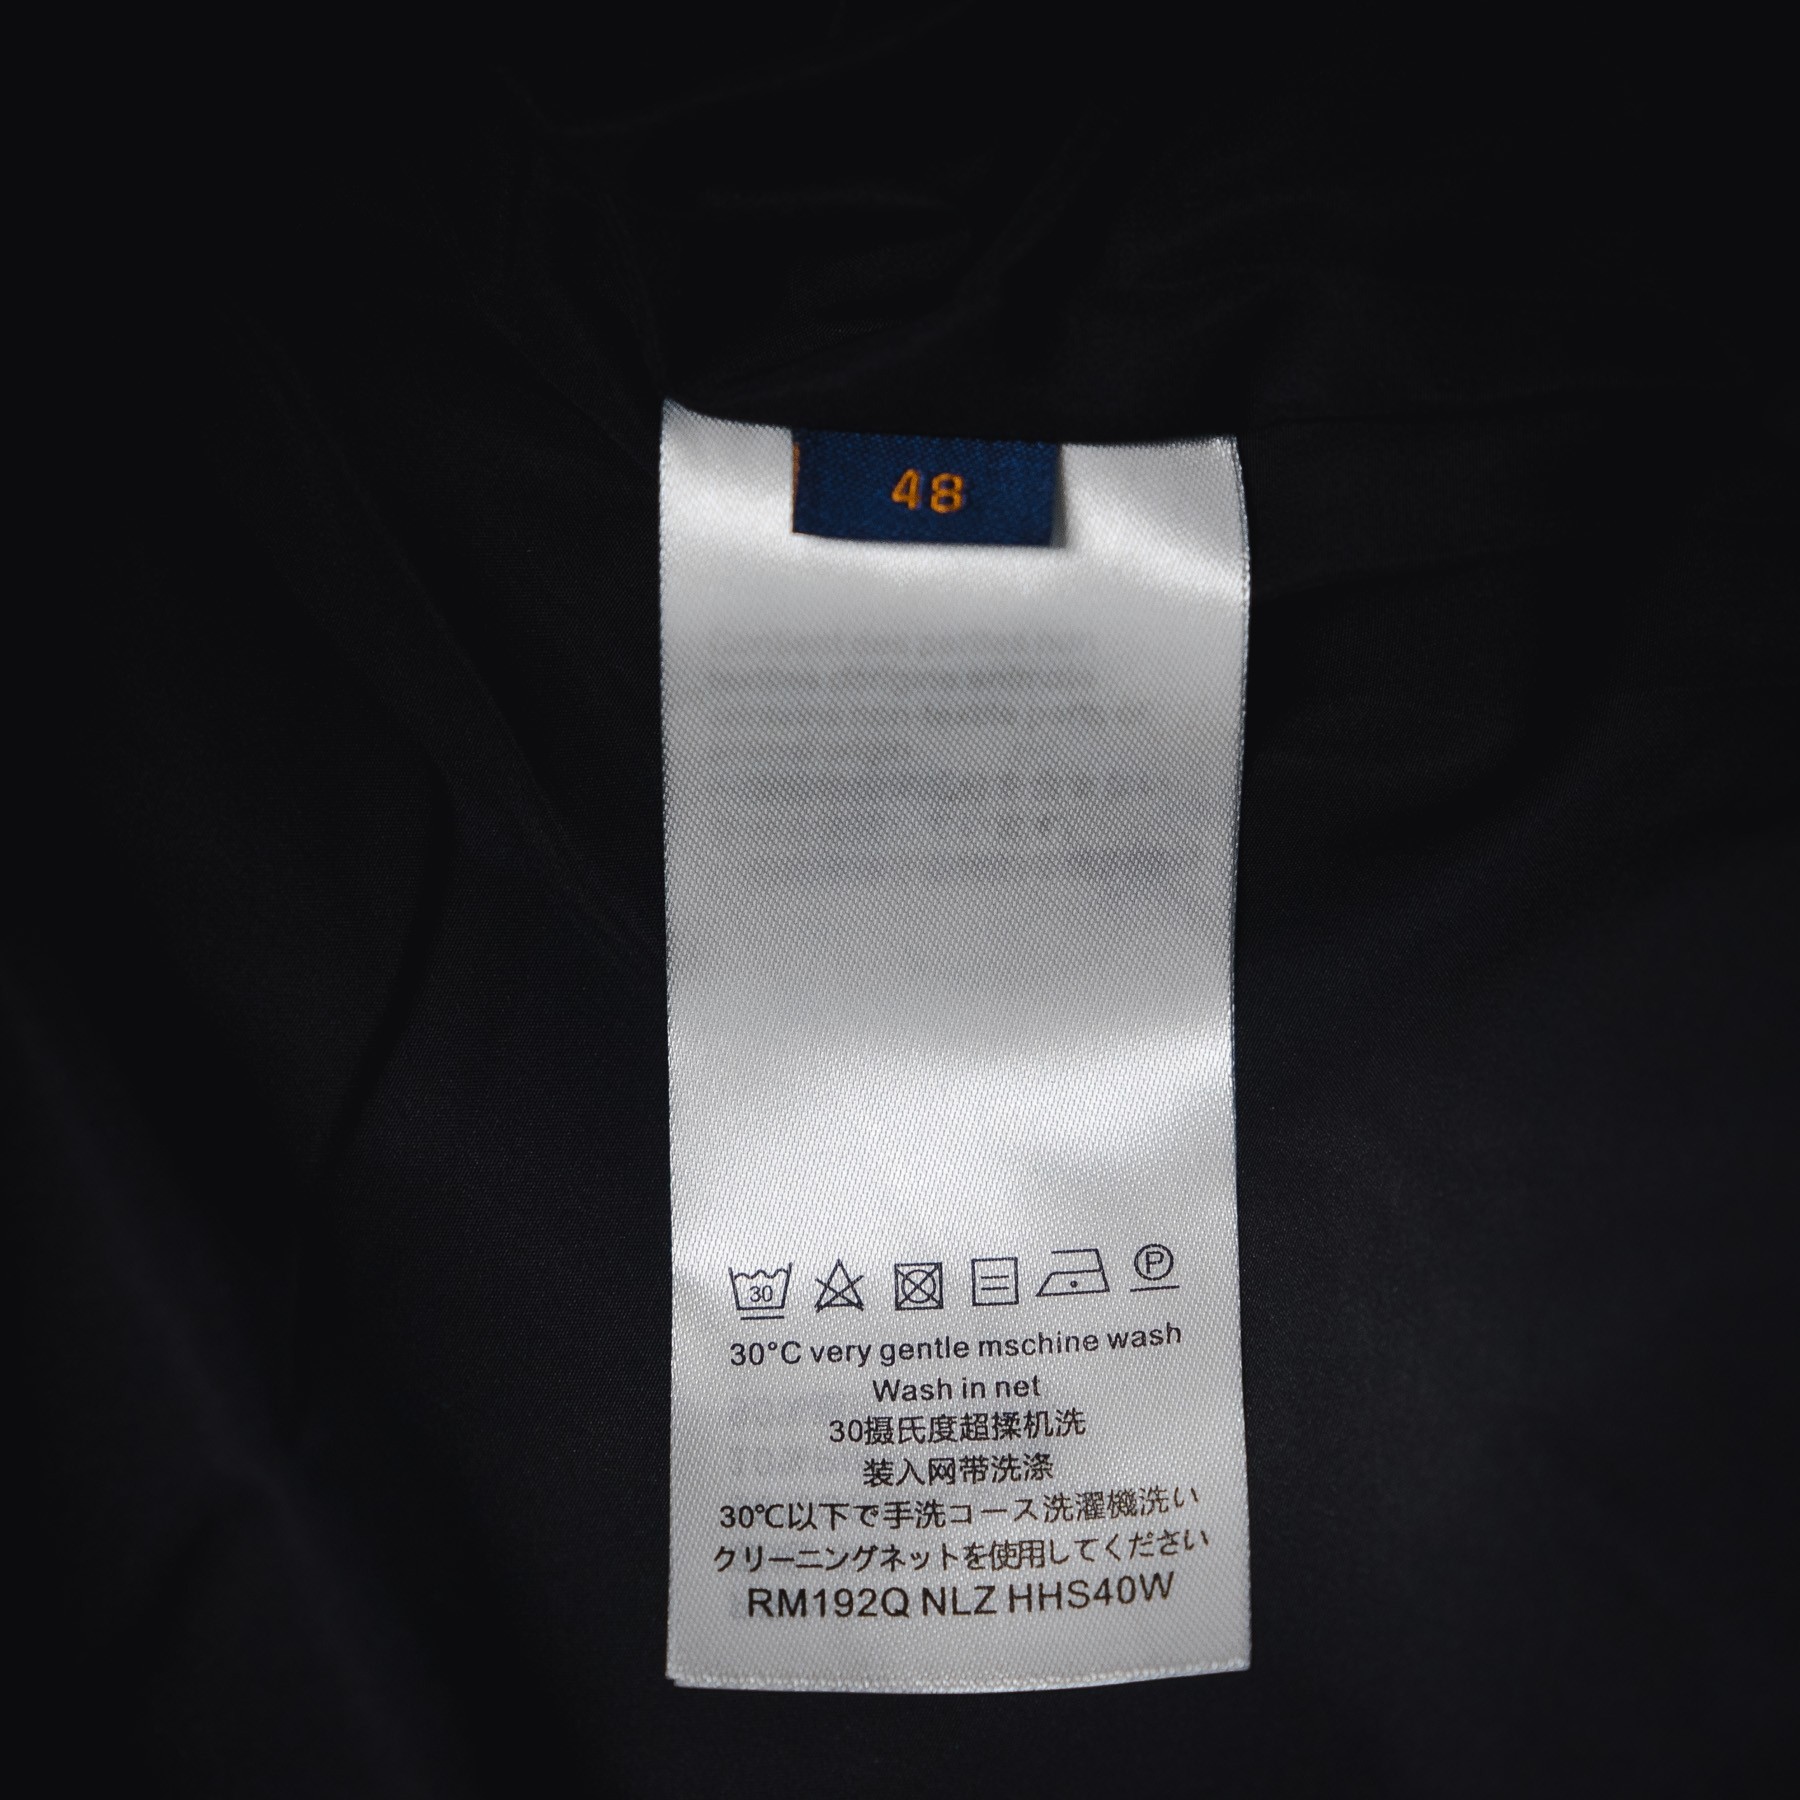 48
30
P
30°C very gentle mschine wash
Wash in net
30摄氏度超揉机洗
装入网带洗涤
30℃以下で手洗コース洗濯機洗い
クリーニングネットを使用してください
RM192Q NLZ HHS40W